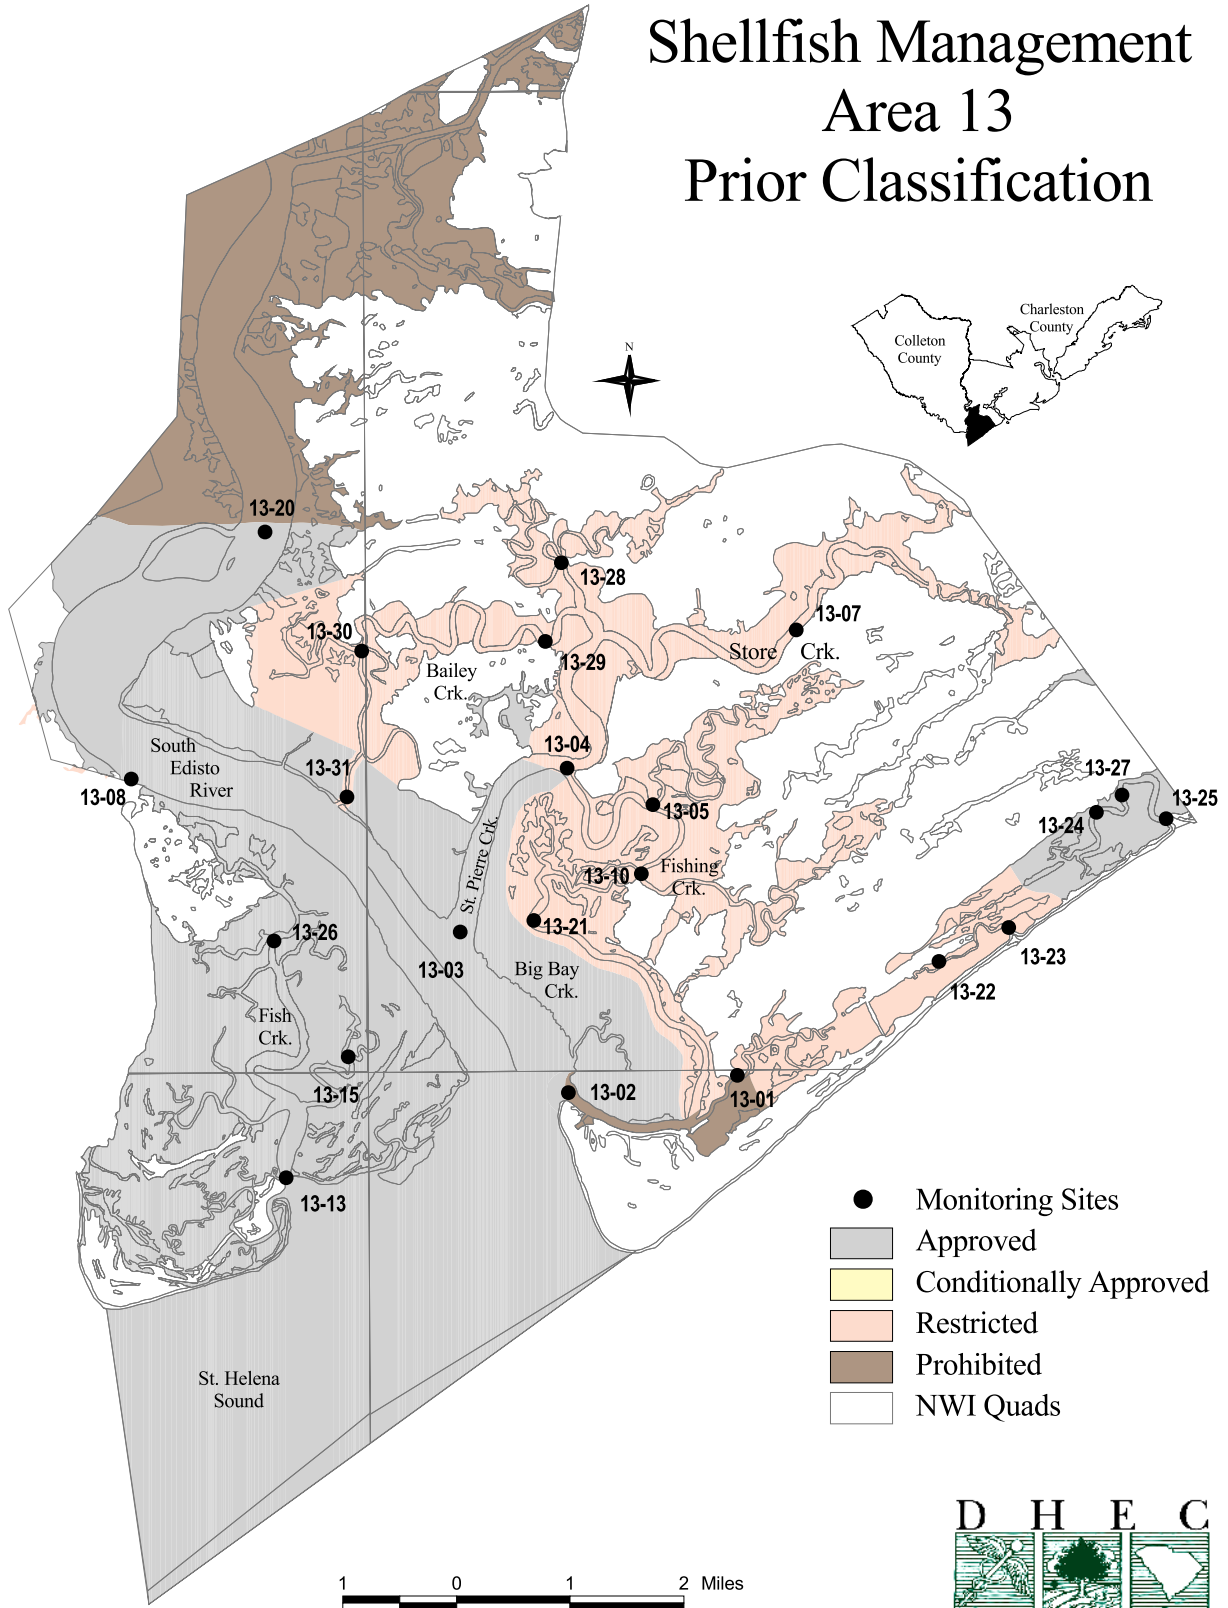 Shellfish Management
Area 13
Prior Classification
Charleston
County
Colleton
County
N
13-20
13-28
13-07
13-30
Store Crk.
13-29
Bailey
Crk.
13-04
South
Edisto
River
13-31
13-27
13-08
13-25
13-05
13-24
St. Pierre Crk.
Fishing
Crk.
13-10
13-21
13-26
13-23
13-03
Big Bay
Crk.
13-22
Fish
Crk.
13-15
13-02
13-01
13-13
Monitoring Sites
Approved
Conditionally Approved
Restricted
Prohibited
NWI Quads
St. Helena
Sound
D H E C
1 0 1 2 Miles